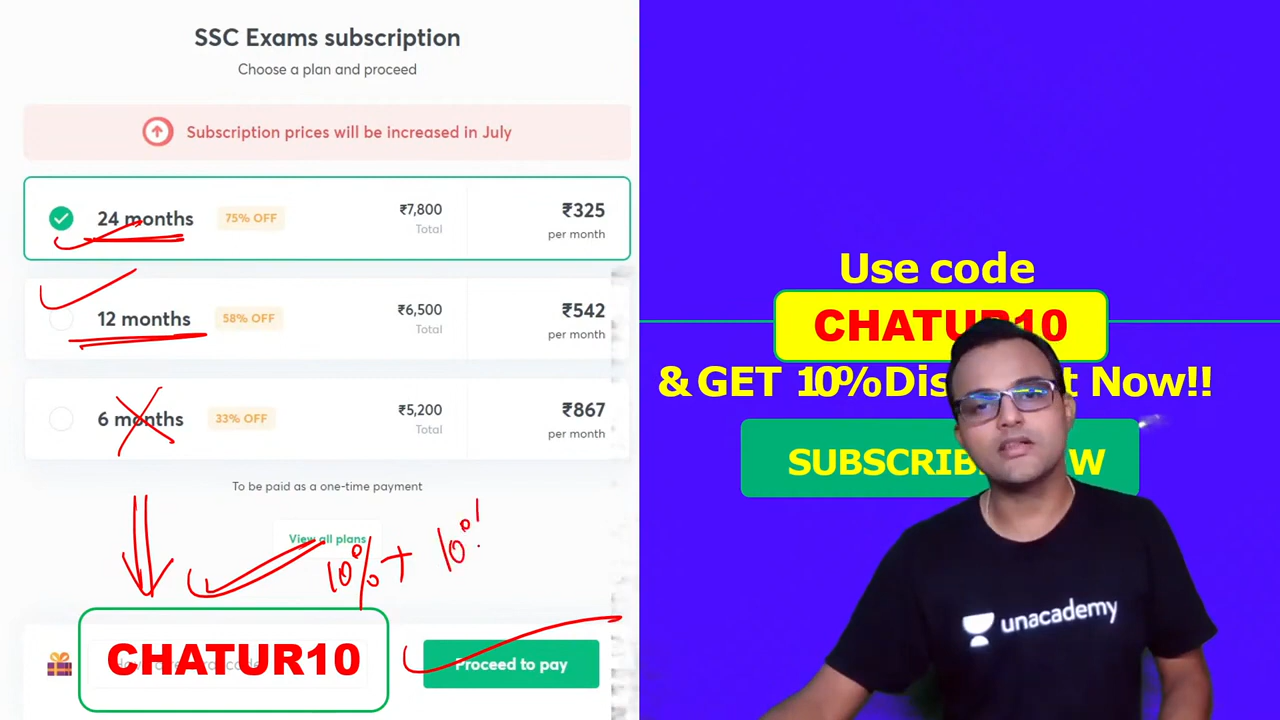 SSC Exams subscription
Choose a plan and proceed
Subscription prices will be increased in July
24 months 75% OFF ₹7,800 Total ₹325 per month
12 months 58% OFF ₹6,500 Total ₹542 per month
6 months 33% OFF ₹5,200 Total ₹867 per month
To be paid as a one-time payment
View all plans
10% + 10%
CHATUR10
Proceed to pay
Use code
CHATUR10
& GET 10% Dis t Now!!
SUBSCRIB W
unacademy